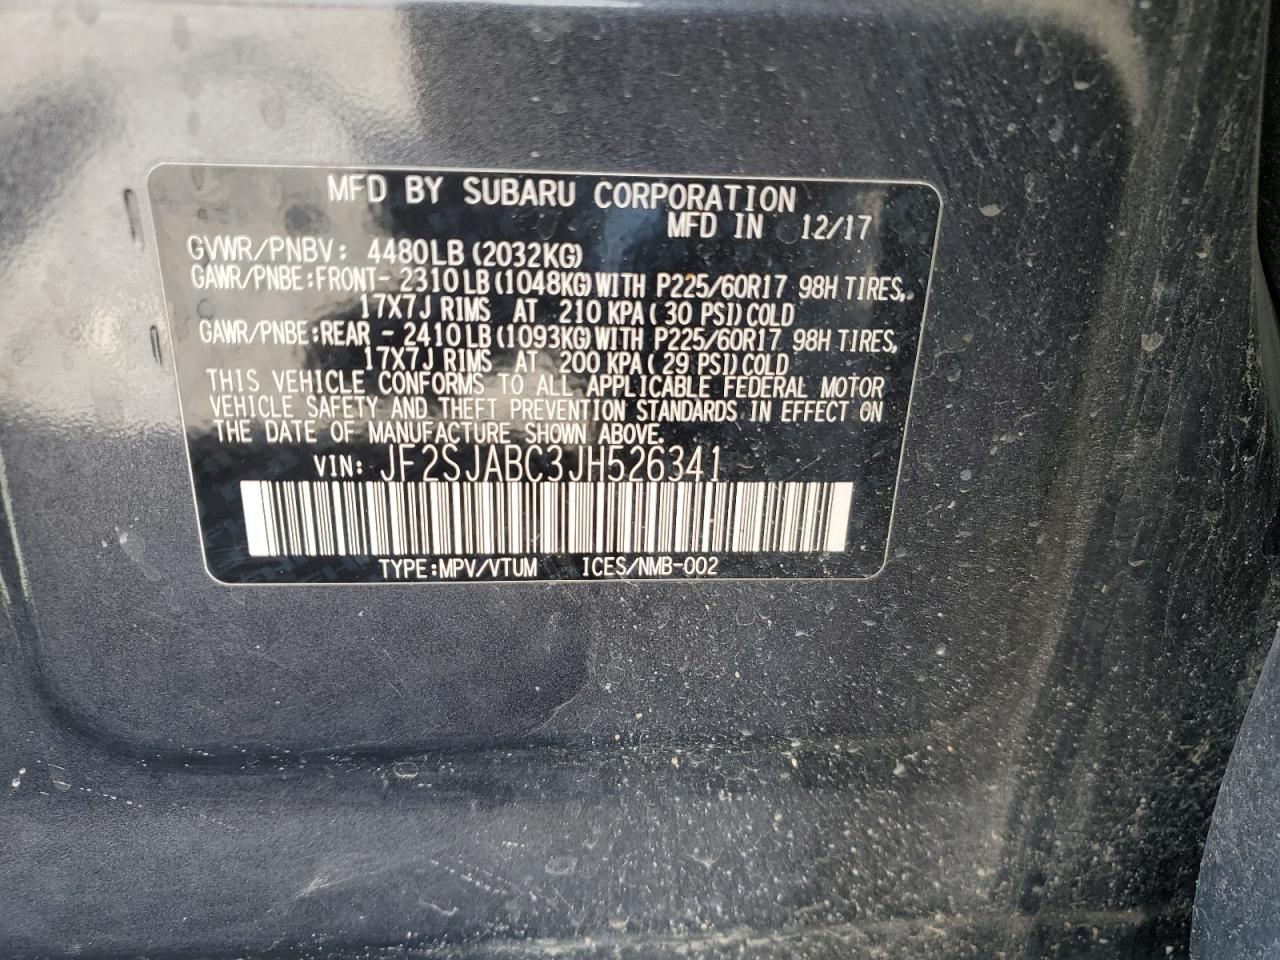 MFD BY SUBARU CORPORATION
MFD IN 12/17
GVWR/PNBV: 4480LB (2032KG)
GAWR/PNBE:FRONT- 2310LB (1048KG) WITH P225/60R17 98H TIRES,
17X7J RIMS AT 210 KPA ( 30 PSI) COLD
GAWR/PNBE:REAR - 2410LB (1093KG) WITH P225/60R17 98H TIRES,
17X7J RIMS AT 200 KPA ( 29 PSI) COLD
THIS VEHICLE CONFORMS TO ALL APPLICABLE FEDERAL MOTOR
VEHICLE SAFETY AND THEFT PREVENTION STANDARDS IN EFFECT ON
THE DATE OF MANUFACTURE SHOWN ABOVE.
VIN: JF2SJABC3JH526341
TYPE:MPV/VTUM ICES/NMB-002